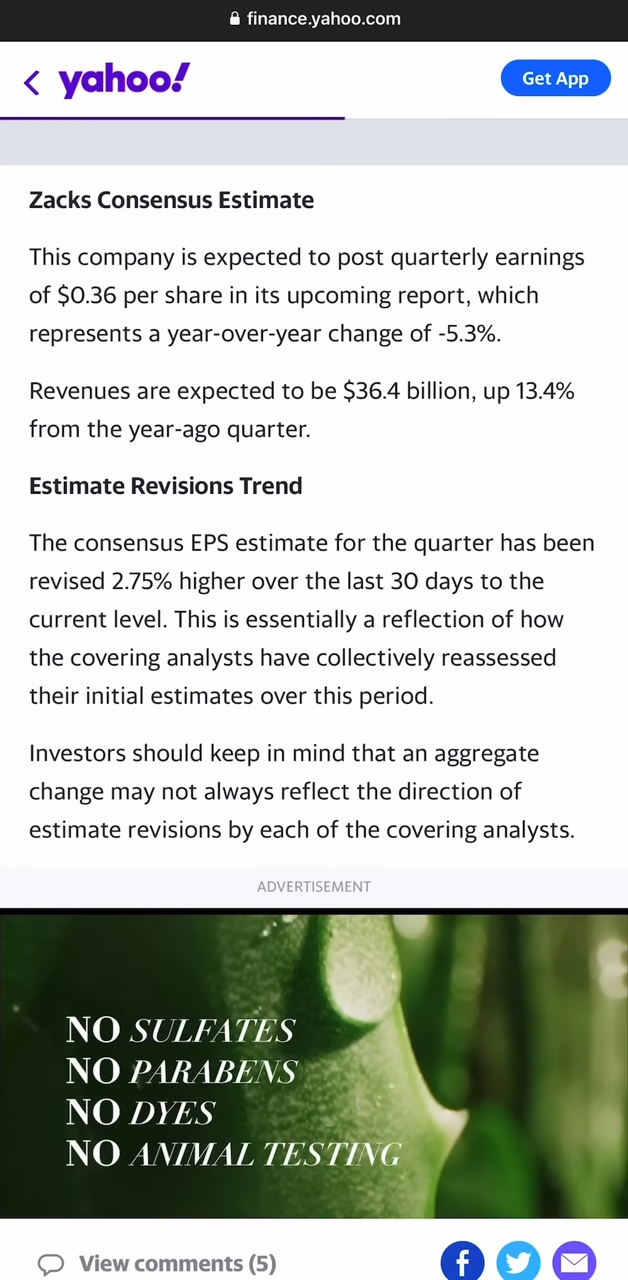 finance.yahoo.com
yahoo!
Get App
Zacks Consensus Estimate
This company is expected to post quarterly earnings
of $0.36 per share in its upcoming report, which
represents a year-over-year change of -5.3%.
Revenues are expected to be $36.4 billion, up 13.4%
from the year-ago quarter.
Estimate Revisions Trend
The consensus EPS estimate for the quarter has been
revised 2.75% higher over the last 30 days to the
current level. This is essentially a reflection of how
the covering analysts have collectively reassessed
their initial estimates over this period.
Investors should keep in mind that an aggregate
change may not always reflect the direction of
estimate revisions by each of the covering analysts.
ADVERTISEMENT
NO SULFATES
NO PARABENS
NO DYES
NO ANIMAL TESTING
View comments (5)